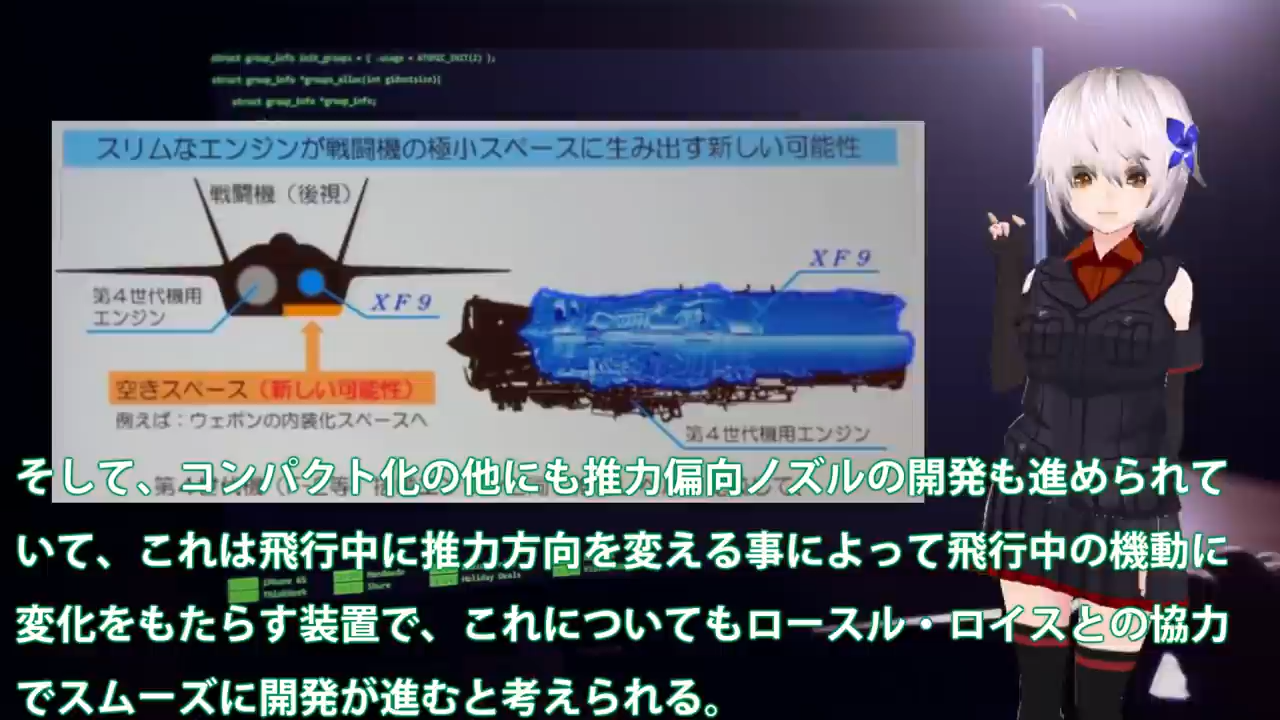 struct group_info init_groups = { .usage = ATOMIC_INIT(2) };
struct group_info *groups_alloc(int gidsetsize){
struct group_info *group_info;
スリムなエンジンが戦闘機の極小スペースに生み出す新しい可能性
戦闘機（後視）
第４世代機用
エンジン
ＸＦ９
ＸＦ９
空きスペース（新しい可能性）
例えば：ウェポンの内装化スペースへ
第４世代機用エンジン
そして、コンパクト化の他にも推力偏向ノズルの開発も進められて
いて、これは飛行中に推力方向を変える事によって飛行中の機動に
変化をもたらす装置で、これについてもロースル・ロイスとの協力
でスムーズに開発が進むと考えられる。
iPhone 6S
ThinkGeek
Handmade
Share
Holiday Deals